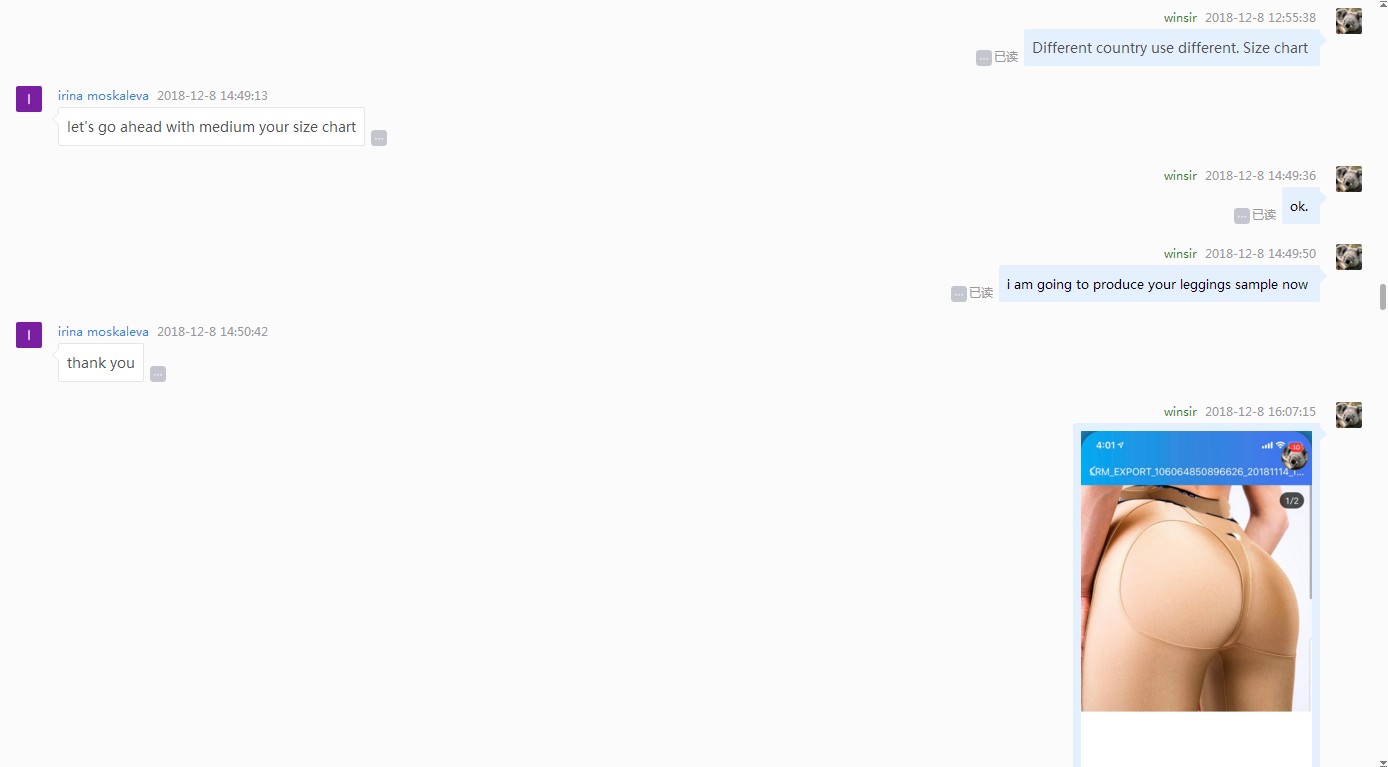 winsir 2018-12-8 12:55:38
Different country use different. Size chart
已读
irina moskaleva 2018-12-8 14:49:13
I
let's go ahead with medium your size chart
winsir 2018-12-8 14:49:36
ok.
已读
winsir 2018-12-8 14:49:50
i am going to produce your leggings sample now
已读
irina moskaleva 2018-12-8 14:50:42
I
thank you
winsir 2018-12-8 16:07:15
4:01
-10
RM_EXPORT_106064850896626_20181114_
1/2